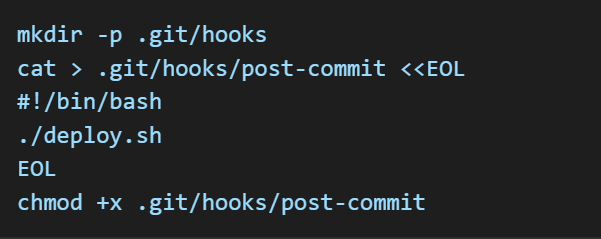 mkdir -p .git/hooks
cat > .git/hooks/post-commit <<EOL
#!/bin/bash
./deploy.sh
EOL
chmod +x .git/hooks/post-commit